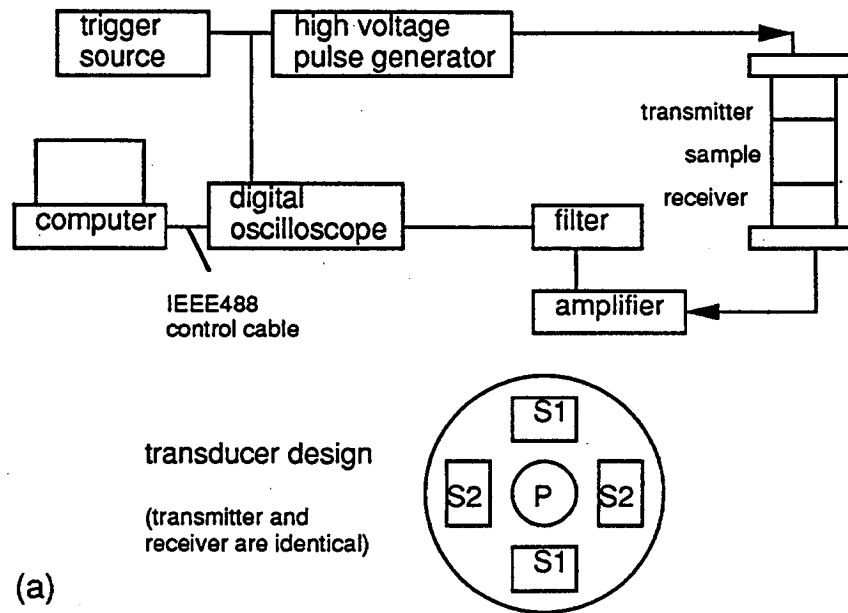 trigger
source
high voltage
pulse generator
transmitter
sample
receiver
computer
digital
oscilloscope
filter
IEEE488
control cable
amplifier
transducer design
(transmitter and
receiver are identical)
S1
S2
P
S2
S1
(a)